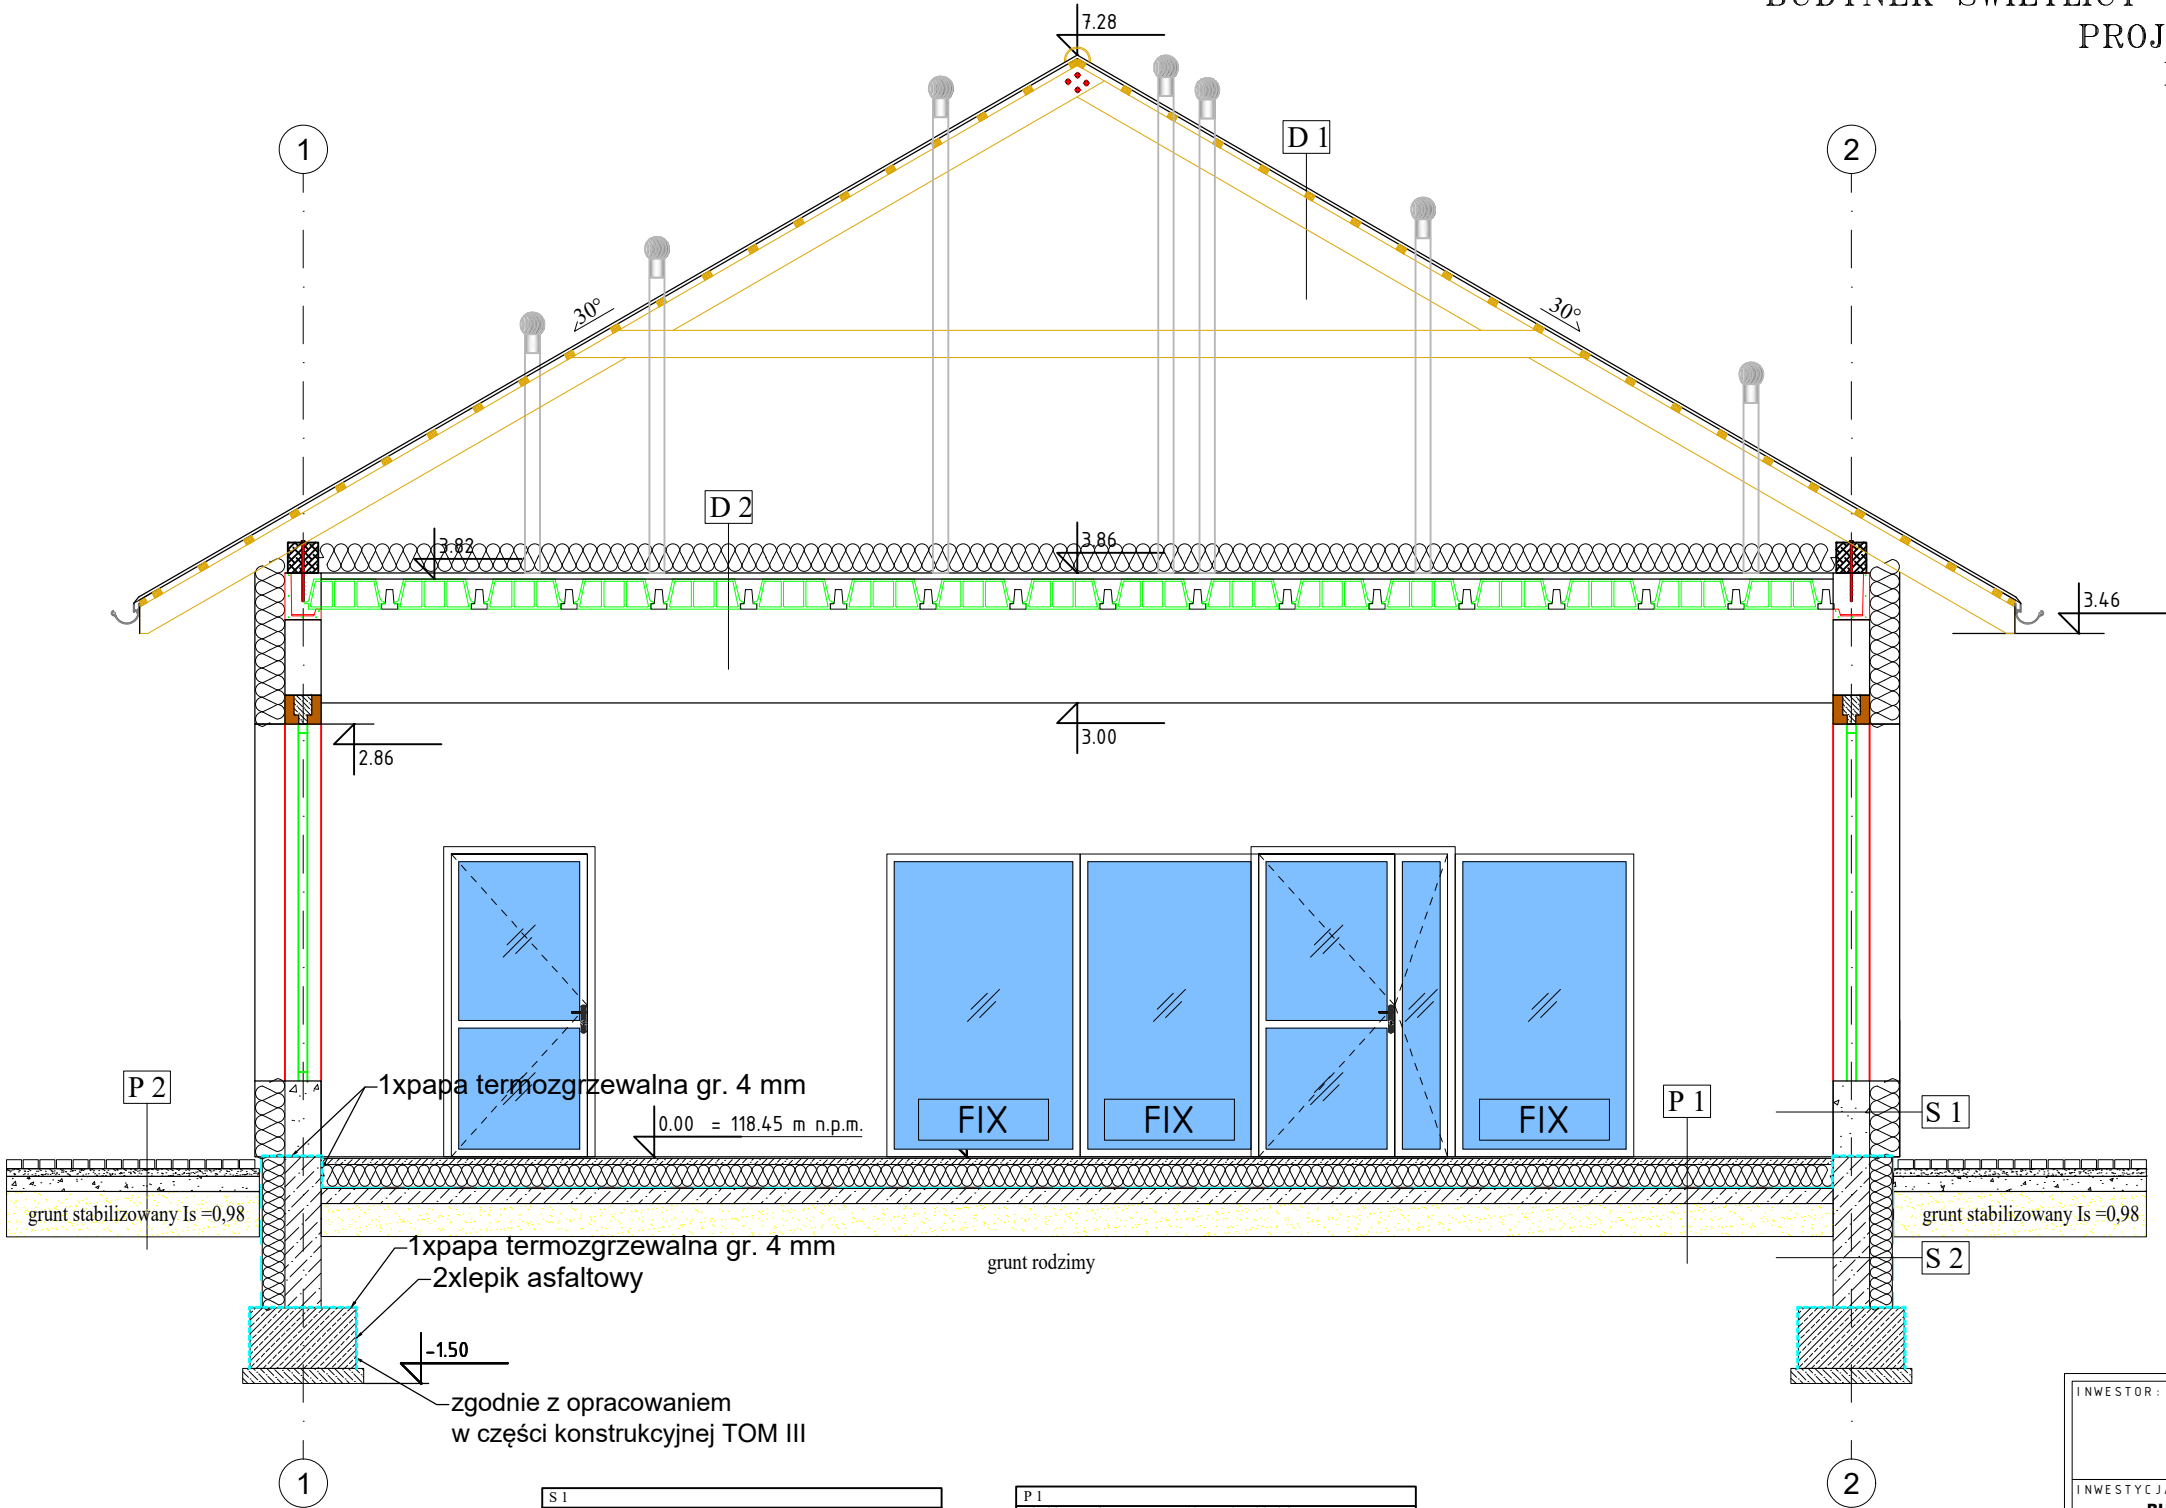 BUDYNEK ŚWIETLICY
PROJ
7.28
1
2
D 1
30°
30°
D 2
3.82
3.86
3.46
2.86
3.00
P 2
1xpapa termozgrzewalna gr. 4 mm
0.00 = 118.45 m n.p.m.
FIX
FIX
FIX
P 1
S 1
grunt stabilizowany Is =0,98
grunt stabilizowany Is =0,98
1xpapa termozgrzewalna gr. 4 mm
2xlepik asfaltowy
grunt rodzimy
S 2
-1.50
zgodnie z opracowaniem
w części konstrukcyjnej TOM III
INWESTOR:
1
2
S 1
P 1
INWESTYCJA